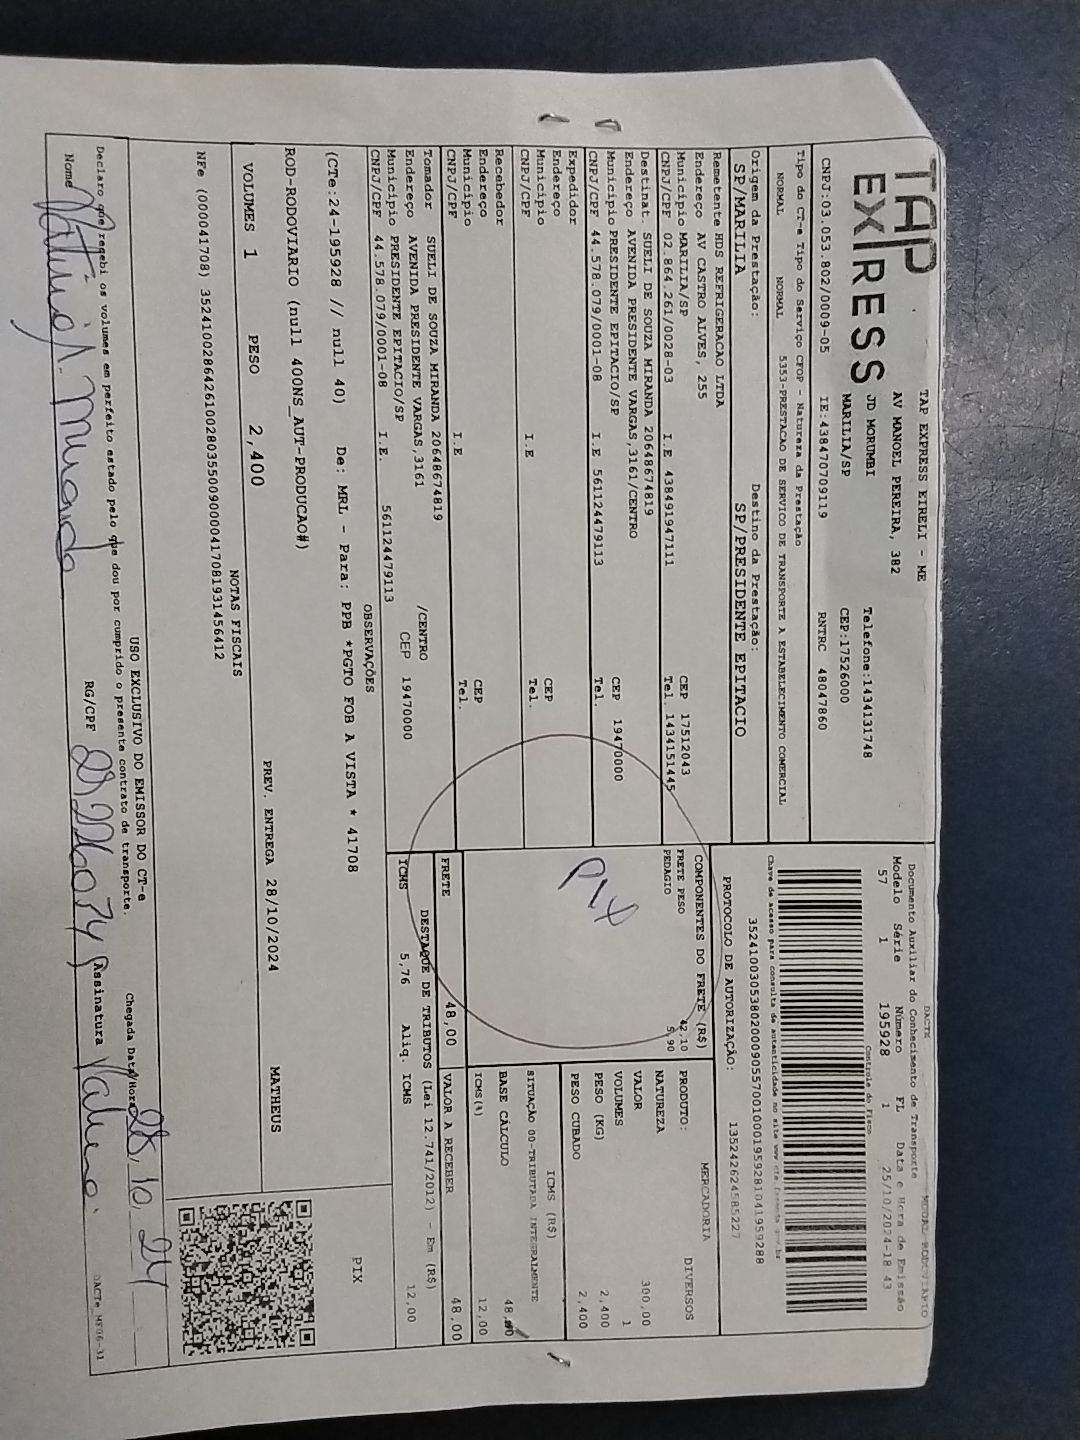 TAP
EXPRESS
TAP EXPRESS EIRELI - ME
AV MANOEL PEREIRA, 382
JD MORUMBI
MARILIA/SP
Telefone:1434131748
CEP:17526000
CNPJ:03.053.802/0009-05 IE:438470709119 RNTRC 48047860
DACTE
MODAL RODOVIARIO
Documento Auxiliar do Conhecimento de Transporte
Modelo Série Número FL Data e Hora de Emissão
57 1 195928 1 25/10/2024-18 43
Controle do Fisco
Chave de acesso para consulta de autenticidade no site www.cte.fazenda.gov.br
PROTOCOLO DE AUTORIZAÇÃO:
Tipo do CT-e Tipo do Serviço CFOP - Natureza da Prestação
NORMAL NORMAL 5353-PRESTACAO DE SERVICO DE TRANSPORTE A ESTABELECIMENTO COMERCIAL
Origem da Prestação: Destino da Prestação:
SP/MARILIA SP/PRESIDENTE EPITACIO
Remetente HDS REFRIGERACAO LTDA
Endereço AV CASTRO ALVES, 255
Município MARILIA/SP CEP 17512043
CNPJ/CPF 02.864.261/0028-03 I.E 438491947111 Tel. 1434151445
Destinat. SUELI DE SOUZA MIRANDA 20648674819
Endereço AVENIDA PRESIDENTE VARGAS,3161/CENTRO
Município PRESIDENTE EPITACIO/SP CEP 19470000
CNPJ/CPF 44.578.079/0001-08 I.E 561124479113 Tel.
Expedidor
Endereço
Município CEP
CNPJ/CPF I.E Tel.
Recebedor
Endereço
Município CEP
CNPJ/CPF I.E Tel.
Tomador SUELI DE SOUZA MIRANDA 20648674819
Endereço AVENIDA PRESIDENTE VARGAS,3161 /CENTRO
Município PRESIDENTE EPITACIO/SP CEP 19470000
CNPJ/CPF 44.578.079/0001-08 I.E. 561124479113
COMPONENTES DO FRETE (R$)
FRETE PESO 42,10
PEDAGIO 5,90
FRETE 48,00
PRODUTO: MERCADORIA
NATUREZA DIVERSOS
VALOR 300,00
VOLUMES 1
PESO (KG) 2,400
PESO CUBADO 2,400
ICMS (R$)
SITUAÇÃO 00-TRIBUTADA INTEGRALMENTE
BASE CÁLCULO
ICMS(%) 12,00
VALOR A RECEBER 48,00
DESTAQUE DE TRIBUTOS (Lei 12.741/2012) - Em (R$)
ICMS 5,76 Aliq. ICMS 12,00
OBSERVAÇÕES
(CTe:24-195928 // null 40) De: MRL - Para: PPB *PGTO FOB A VISTA * 41708
PIX
ROD-RODOVIARIO (null 400NS_AUT-PRODUCAO#)
VOLUMES 1 PESO 2,400 PREV. ENTREGA 28/10/2024 MATHEUS
NOTAS FISCAIS
USO EXCLUSIVO DO EMISSOR DO CT-e
Declaro que recebi os volumes em perfeito estado pelo que dou por cumprido o presente contrato de transporte.
Chegada Data/Hora 28, 10, 24
Nome RG/CPF Assinatura
DACTe_MF06-31